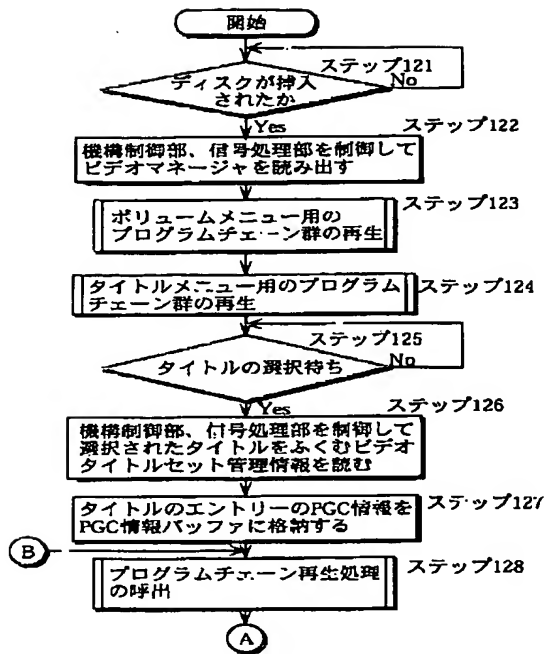 開始
ステップ121
ディスクが挿入
されたか
No
Yes
ステップ122
機構制御部、信号処理部を制御して
ビデオマネージャを読み出す
ステップ123
ボリュームメニュー用の
プログラムチェーン群の再生
ステップ124
タイトルメニュー用のプログラム
チェーン群の再生
ステップ125
タイトルの選択待ち
No
Yes
ステップ126
機構制御部、信号処理部を制御して
選択されたタイトルをふくむビデオ
タイトルセット管理情報を読む
ステップ127
タイトルのエントリーのPGC情報を
PGC情報バッファに格納する
B
ステップ128
プログラムチェーン再生処理
の呼出
A